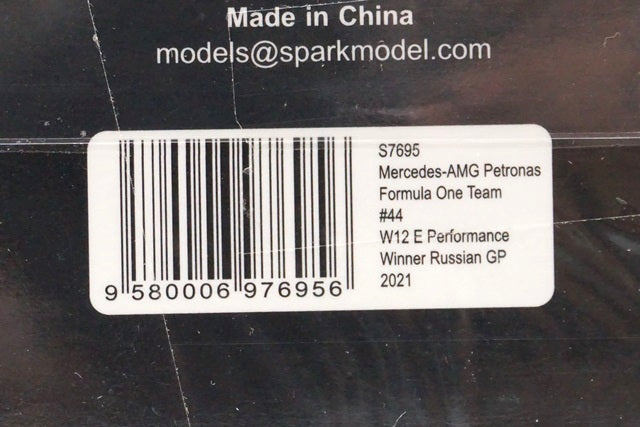 Made in China
models@sparkmodel.com
S7695
Mercedes-AMG Petronas
Formula One Team
#44
W12 E Performance
Winner Russian GP
2021
9 580006 976956